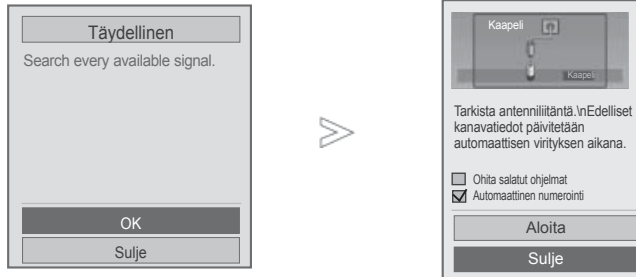 Täydellinen
Search every available signal.
OK
Sulje
Kaapeli
Kaapeli
Tarkista antenniliitäntä.\nEdelliset
kanavatiedot päivitetään
automaattisen virityksen aikana.
Ohita salatut ohjelmat
Automaattinen numerointi
Aloita
Sulje